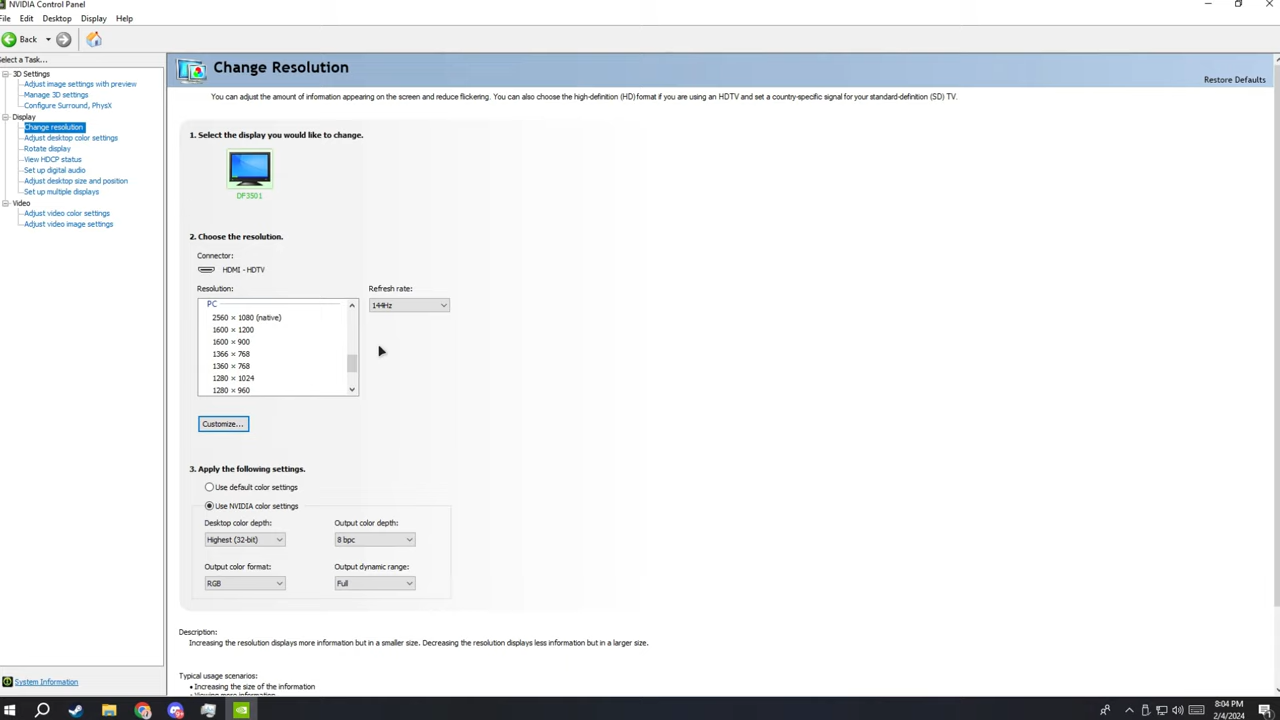 NVIDIA Control Panel
File Edit Desktop Display Help
Back
Select a Task...
3D Settings
Adjust image settings with preview
Manage 3D settings
Configure Surround, PhysX
Display
Change resolution
Adjust desktop color settings
Rotate display
View HDCP status
Set up digital audio
Adjust desktop size and position
Set up multiple displays
Video
Adjust video color settings
Adjust video image settings
System Information
Change Resolution
Restore Defaults
You can adjust the amount of information appearing on the screen and reduce flickering. You can also choose the high-definition (HD) format if you are using an HDTV and set a country-specific signal for your standard-definition (SD) TV.
1. Select the display you would like to change.
DF3501
2. Choose the resolution.
Connector:
HDMI - HDTV
Resolution:
Refresh rate:
PC
144Hz
2560 × 1080 (native)
1600 × 1200
1600 × 900
1366 × 768
1360 × 768
1280 × 1024
1280 × 960
Customize...
3. Apply the following settings.
Use default color settings
Use NVIDIA color settings
Desktop color depth:
Output color depth:
Highest (32-bit)
8 bpc
Output color format:
Output dynamic range:
RGB
Full
Description:
Increasing the resolution displays more information but in a smaller size. Decreasing the resolution displays less information but in a larger size.
Typical usage scenarios:
• Increasing the size of the information
• Viewing more information
8:04 PM
2/4/2024